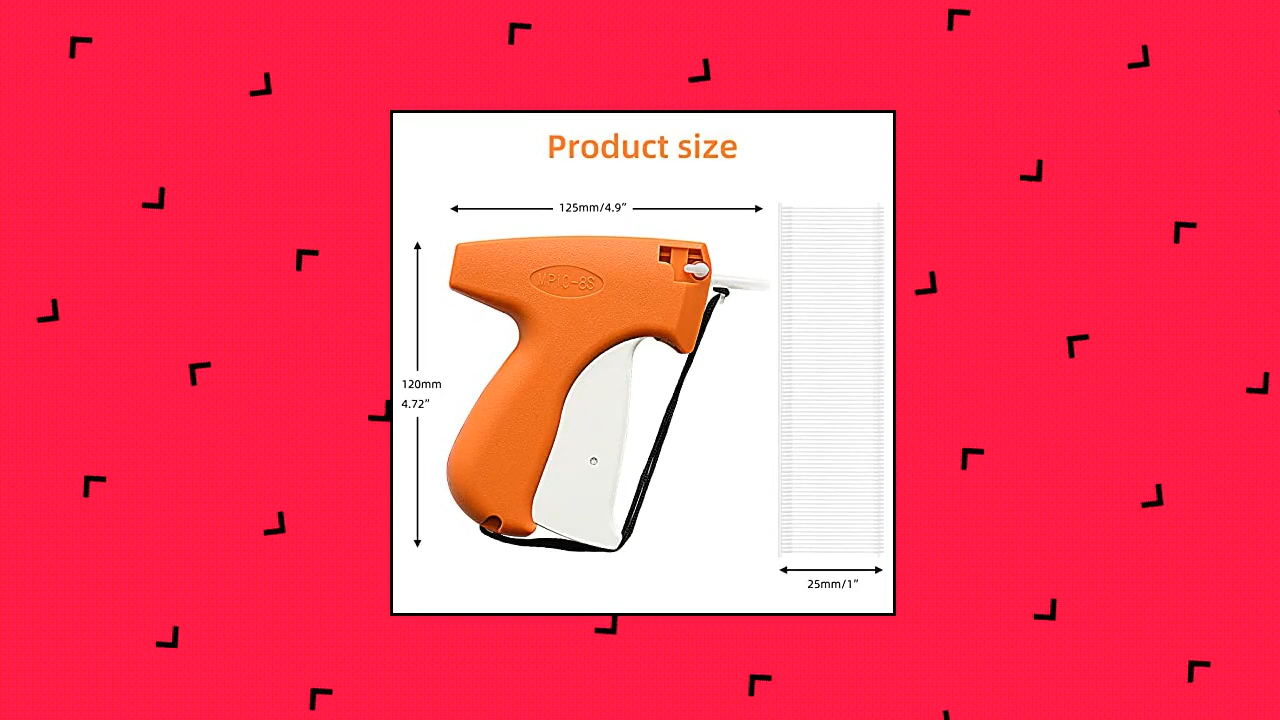 Product size
125mm/4.9”
MP10-8S
120mm
4.72”
25mm/1”